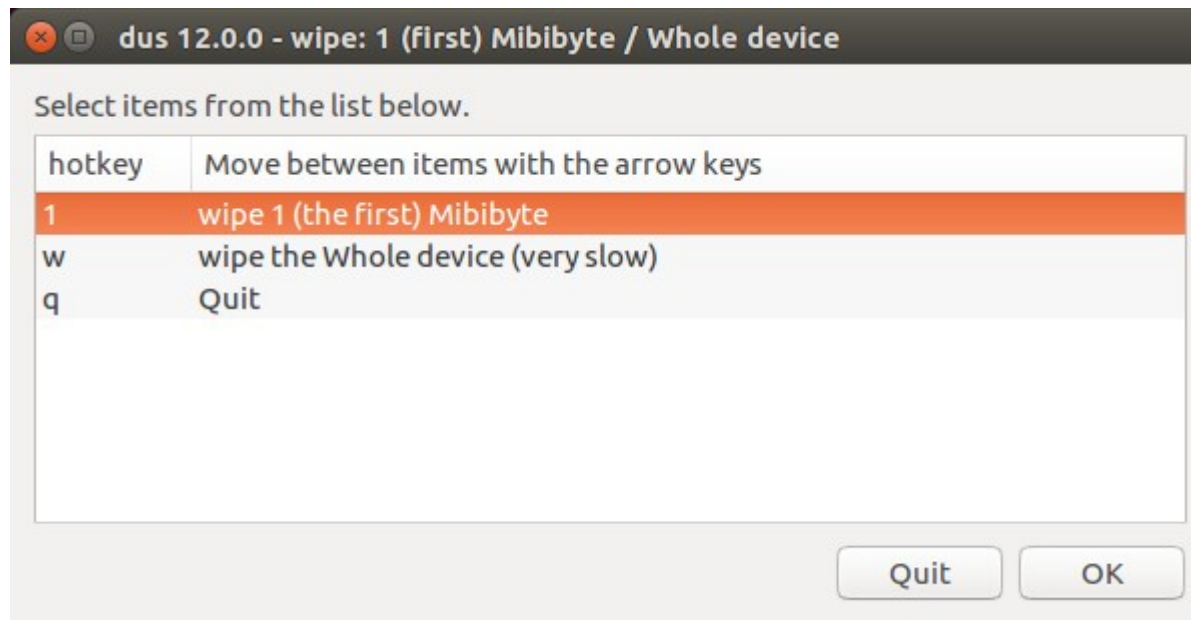 dus 12.0.0 - wipe: 1 (first) Mibibyte / Whole device
Select items from the list below.
hotkey Move between items with the arrow keys
1 wipe 1 (the first) Mibibyte
w wipe the Whole device (very slow)
q Quit
Quit OK